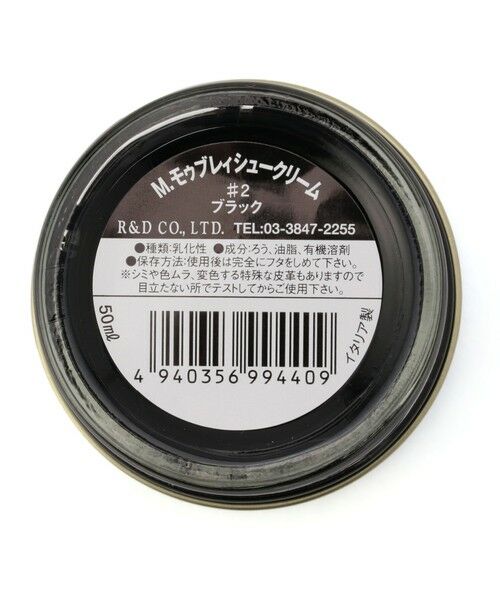 M.モゥブレィシュークリーム
#2
ブラック
R&D CO., LTD. TEL:03-3847-2255
●種類:乳化性 ●成分:ろう、油脂、有機溶剤
●保存方法:使用後は完全にフタをしめて下さい。
※シミや色ムラ、変色する特殊な皮革もありますので
目立たない所でテストしてからご使用下さい。
50ml
イタリア製
4 940356 994409